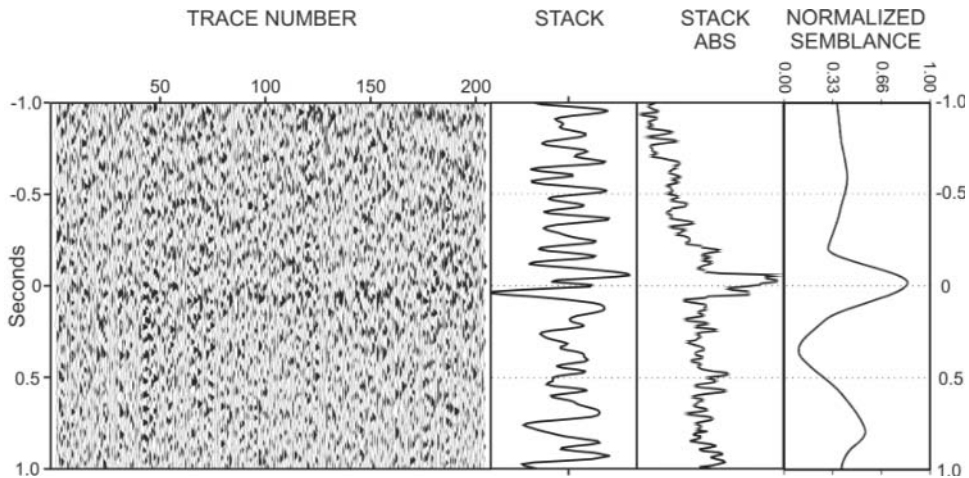 TRACE NUMBER
STACK
STACK
ABS
NORMALIZED
SEMBLANCE
0.00
0.33
0.66
1.00
50
100
150
200
-1.0
-0.5
0
0.5
1.0
Seconds
-1.0
-0.5
0
0.5
1.0